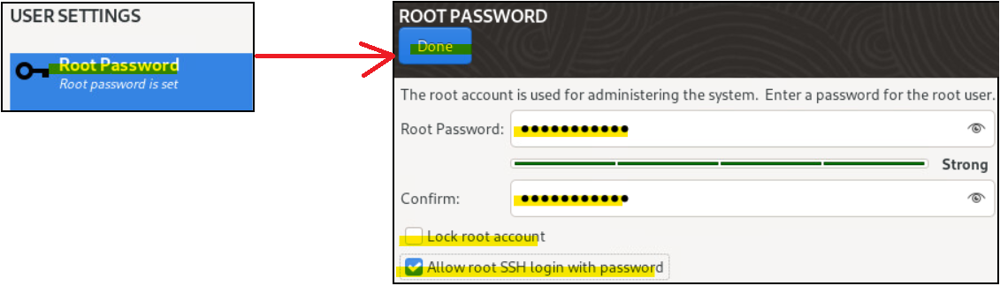 USER SETTINGS
Root Password
Root password is set
ROOT PASSWORD
Done
The root account is used for administering the system. Enter a password for the root user.
Root Password: ●●●●●●●●●●●
Strong
Confirm: ●●●●●●●●●●●
Lock root account
Allow root SSH login with password